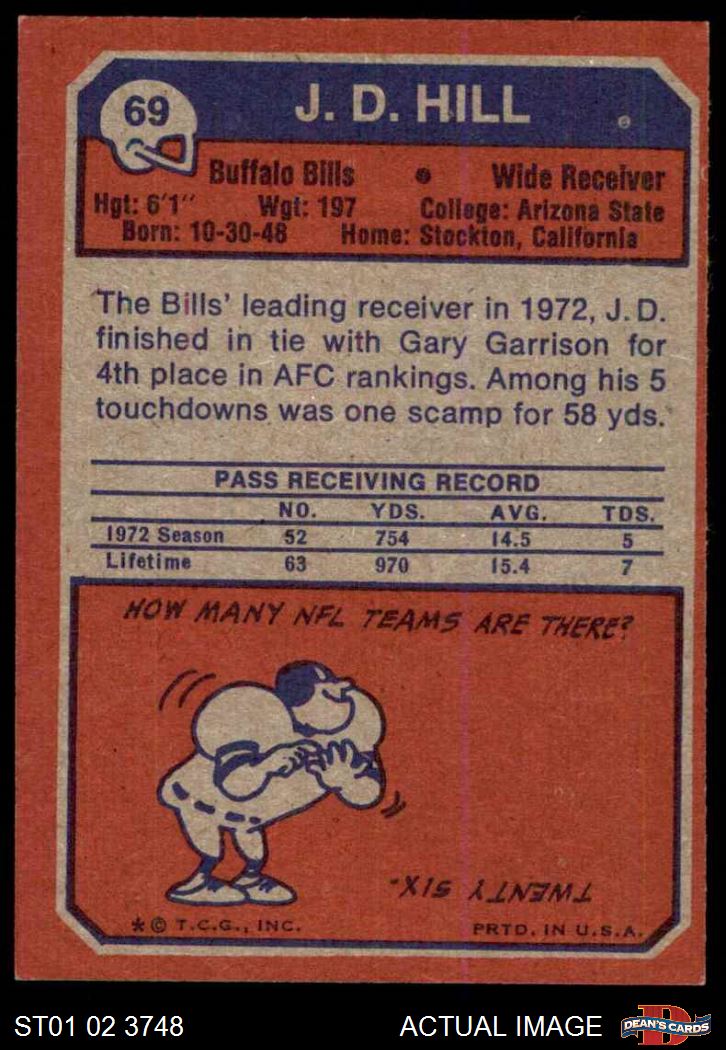 69
J. D. HILL
Buffalo Bills • Wide Receiver
Hgt: 6'1" Wgt: 197 College: Arizona State
Born: 10-30-48 Home: Stockton, California
The Bills' leading receiver in 1972, J.D.
finished in tie with Gary Garrison for
4th place in AFC rankings. Among his 5
touchdowns was one scamp for 58 yds.
PASS RECEIVING RECORD
NO. YDS. AVG. TDS.
1972 Season 52 754 14.5 5
Lifetime 63 970 15.4 7
HOW MANY NFL TEAMS ARE THERE?
TWENTY SIX.
*© T.C.G., INC. PRTD. IN U.S.A.
ST01 02 3748 ACTUAL IMAGE D DEAN'S CARDS